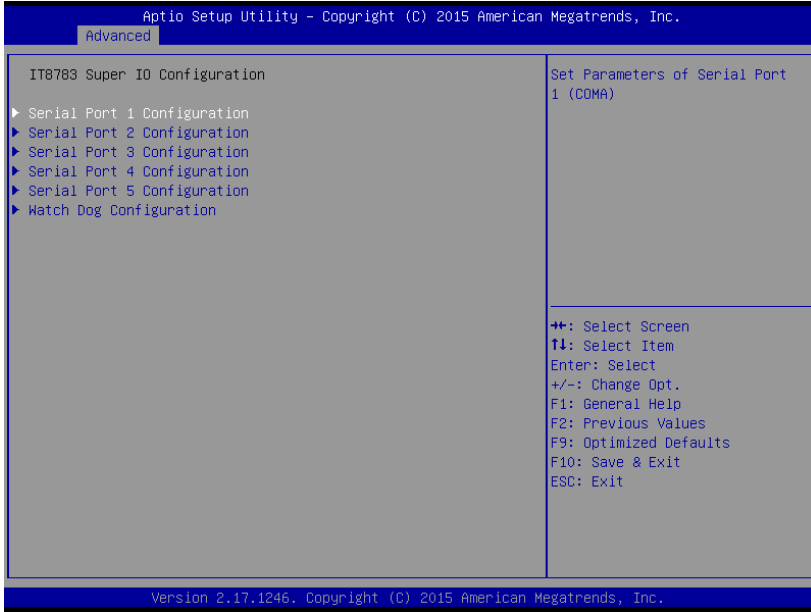 Aptio Setup Utility – Copyright (C) 2015 American Megatrends, Inc.
Advanced
IT8783 Super IO Configuration
Serial Port 1 Configuration
Serial Port 2 Configuration
Serial Port 3 Configuration
Serial Port 4 Configuration
Serial Port 5 Configuration
Watch Dog Configuration
Set Parameters of Serial Port
1 (COMA)
→←: Select Screen
↑↓: Select Item
Enter: Select
+/-: Change Opt.
F1: General Help
F2: Previous Values
F9: Optimized Defaults
F10: Save & Exit
ESC: Exit
Version 2.17.1246. Copyright (C) 2015 American Megatrends, Inc.